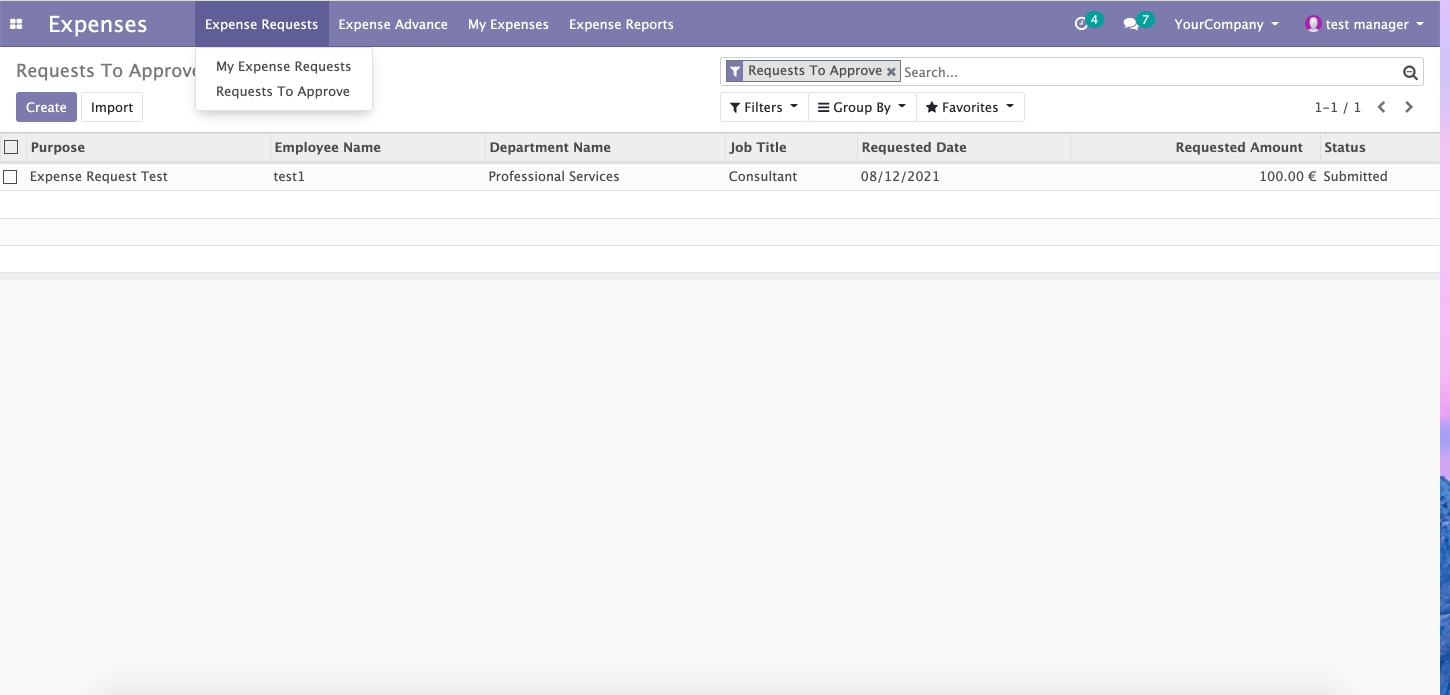 Expenses Expense Requests Expense Advance My Expenses Expense Reports 4 7 YourCompany test manager
My Expense Requests
Requests To Approve
Requests To Approve Requests To Approve Search...
Create Import Filters Group By Favorites 1-1 / 1
Purpose Employee Name Department Name Job Title Requested Date Requested Amount Status
Expense Request Test test1 Professional Services Consultant 08/12/2021 100.00 € Submitted